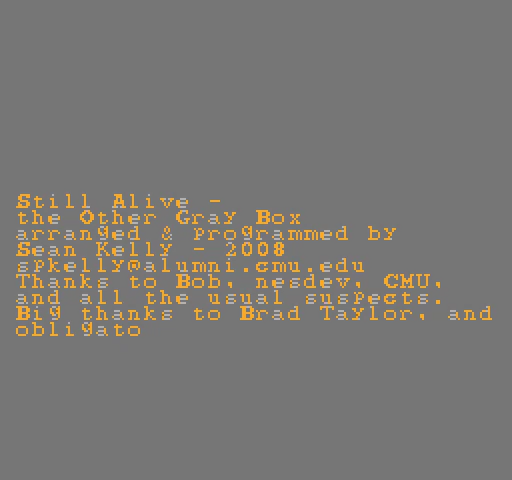 Still Alive -
the Other Gray Box
arranged & Programmed by
Sean Kelly - 2008
spkelly@alumni.cmu.edu
Thanks to Bob, nesdev, CMU,
and all the usual suspects.
Big thanks to Brad Taylor, and
obligato